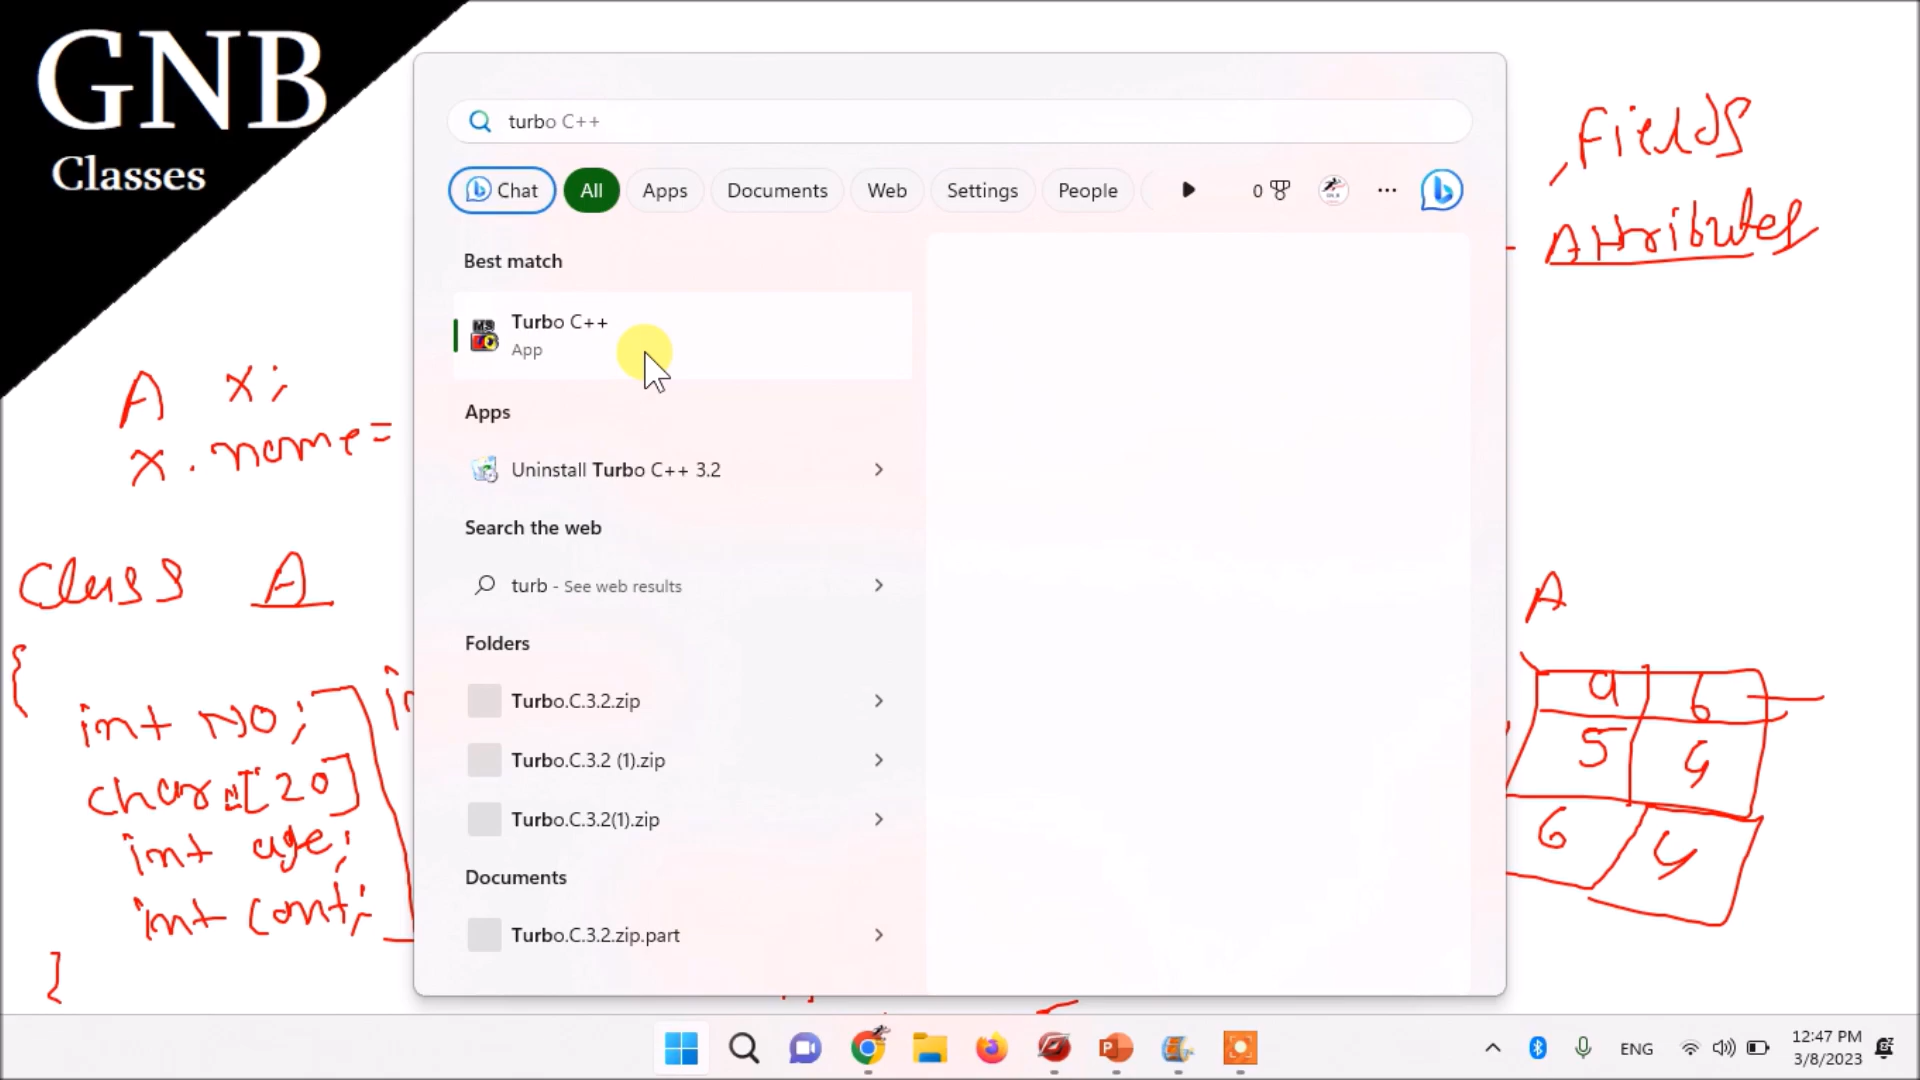 GNB
Classes
turbo C++
Chat
All
Apps
Documents
Web
Settings
People
0
Best match
Turbo C++
App
Apps
Uninstall Turbo C++ 3.2
Search the web
turb - See web results
Folders
Turbo.C.3.2.zip
Turbo.C.3.2 (1).zip
Turbo.C.3.2(1).zip
Documents
Turbo.C.3.2.zip.part
Fields
Attributes
A x;
x.name=
Class A
{
int NO;
char [20]
int age;
int cont;
}
A
6
5 4
6 4
ENG
12:47 PM
3/8/2023